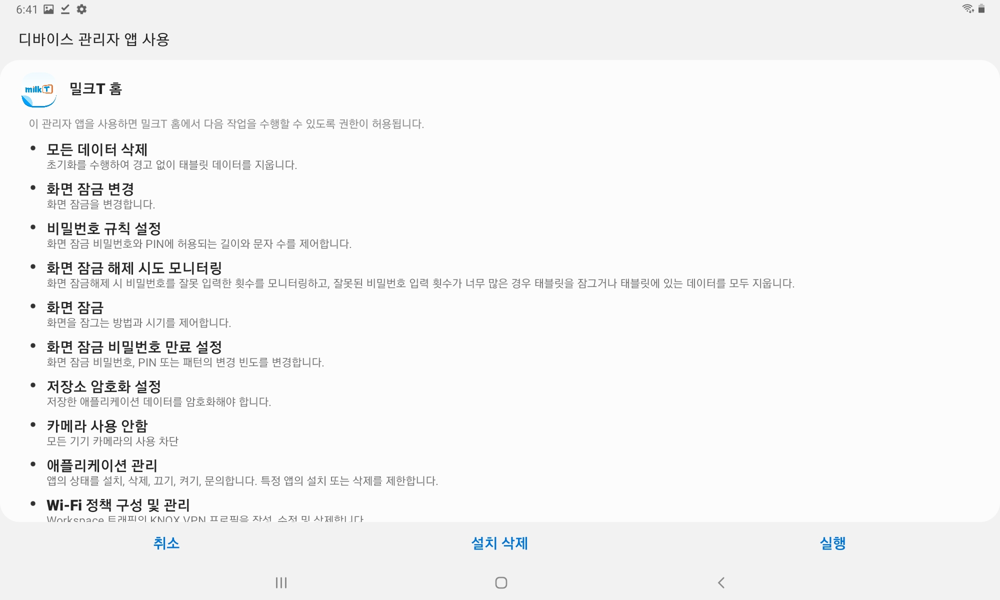 6:41
디바이스 관리자 앱 사용
milk T
밀크T 홈
이 관리자 앱을 사용하면 밀크T 홈에서 다음 작업을 수행할 수 있도록 권한이 허용됩니다.
• 모든 데이터 삭제
초기화를 수행하여 경고 없이 태블릿 데이터를 지웁니다.
• 화면 잠금 변경
화면 잠금을 변경합니다.
• 비밀번호 규칙 설정
화면 잠금 비밀번호와 PIN에 허용되는 길이와 문자 수를 제어합니다.
• 화면 잠금 해제 시도 모니터링
화면 잠금해제 시 비밀번호를 잘못 입력한 횟수를 모니터링하고, 잘못된 비밀번호 입력 횟수가 너무 많은 경우 태블릿을 잠그거나 태블릿에 있는 데이터를 모두 지웁니다.
• 화면 잠금
화면을 잠그는 방법과 시기를 제어합니다.
• 화면 잠금 비밀번호 만료 설정
화면 잠금 비밀번호, PIN 또는 패턴의 변경 빈도를 변경합니다.
• 저장소 암호화 설정
저장한 애플리케이션 데이터를 암호화해야 합니다.
• 카메라 사용 안함
모든 기기 카메라의 사용 차단
• 애플리케이션 관리
앱의 상태를 설치, 삭제, 끄기, 켜기, 문의합니다. 특정 앱의 설치 또는 삭제를 제한합니다.
• Wi-Fi 정책 구성 및 관리
Workspace 트래픽의 KNOX VPN 프로필을 작성, 수정 및 삭제합니다
취소
설치 삭제
실행